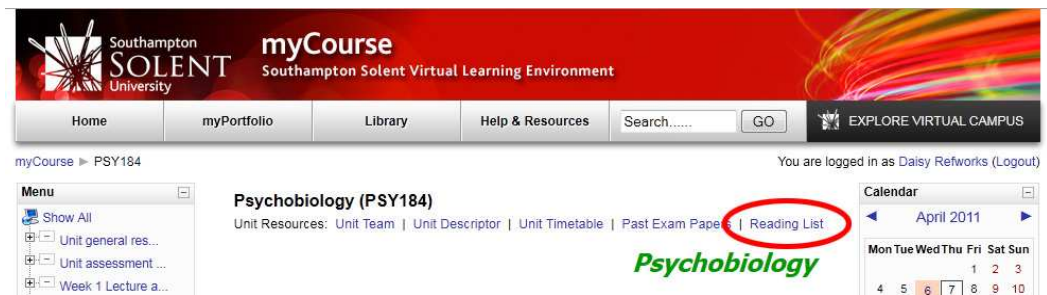 Southampton
SOLENT
University
myCourse
Southampton Solent Virtual Learning Environment
Home myPortfolio Library Help & Resources Search...... GO EXPLORE VIRTUAL CAMPUS
myCourse ► PSY184
You are logged in as Daisy Refworks (Logout)
Menu
Show All
Unit general res...
Unit assessment ...
Week 1 Lecture a...
Psychobiology (PSY184)
Unit Resources: Unit Team | Unit Descriptor | Unit Timetable | Past Exam Papers | Reading List
Psychobiology
Calendar
◄ April 2011 ►
Mon Tue Wed Thu Fri Sat Sun
1 2 3
4 5 6 7 8 9 10